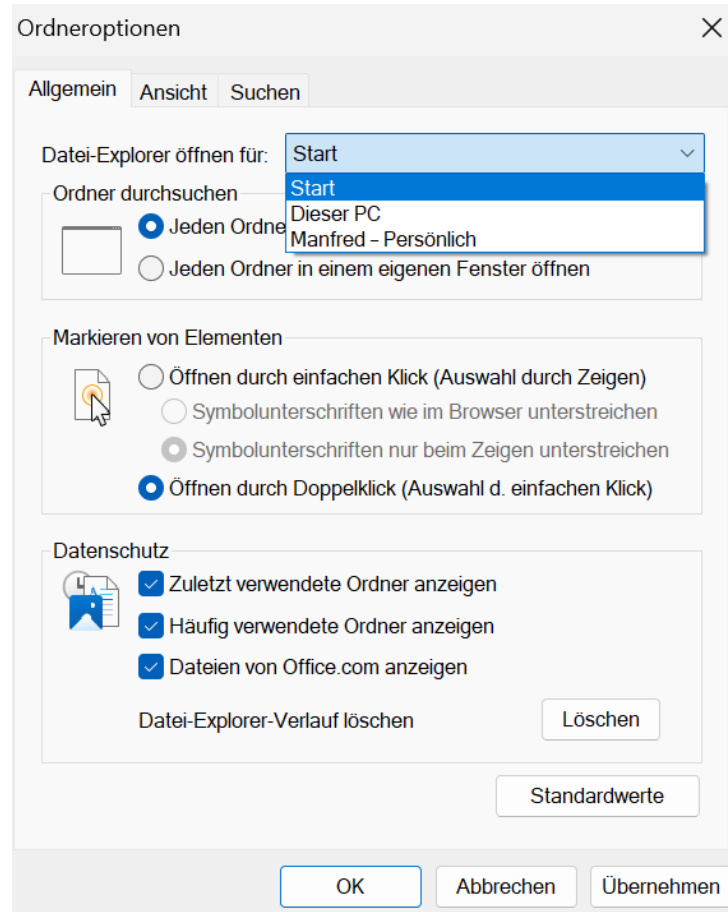 Ordneroptionen
Allgemein Ansicht Suchen
Datei-Explorer öffnen für: Start
Start
Dieser PC
Manfred – Persönlich
Ordner durchsuchen
Jeden Ordne
Jeden Ordner in einem eigenen Fenster öffnen
Markieren von Elementen
Öffnen durch einfachen Klick (Auswahl durch Zeigen)
Symbolunterschriften wie im Browser unterstreichen
Symbolunterschriften nur beim Zeigen unterstreichen
Öffnen durch Doppelklick (Auswahl d. einfachen Klick)
Datenschutz
Zuletzt verwendete Ordner anzeigen
Häufig verwendete Ordner anzeigen
Dateien von Office.com anzeigen
Datei-Explorer-Verlauf löschen Löschen
Standardwerte
OK Abbrechen Übernehmen